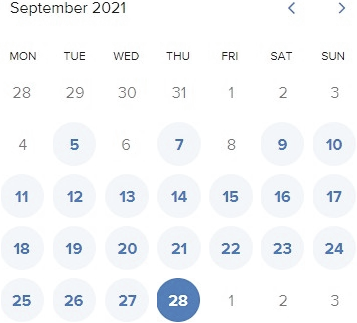 September 2021
MON TUE WED THU FRI SAT SUN
28 29 30 31 1 2 3
4 5 6 7 8 9 10
11 12 13 14 15 16 17
18 19 20 21 22 23 24
25 26 27 28 1 2 3